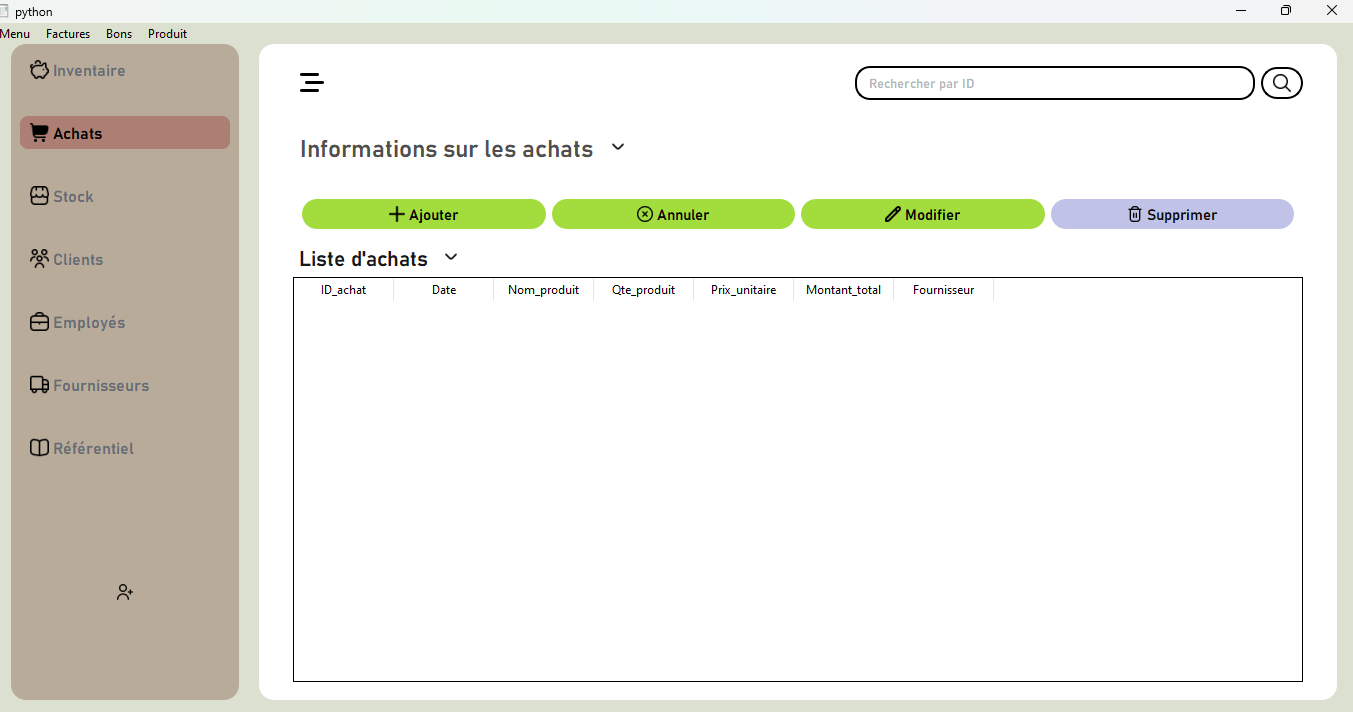 python
Menu Factures Bons Produit
Inventaire
Achats
Stock
Clients
Employés
Fournisseurs
Référentiel
Rechercher par ID
Informations sur les achats
Ajouter Annuler Modifier Supprimer
Liste d'achats
ID_achat Date Nom_produit Qte_produit Prix_unitaire Montant_total Fournisseur